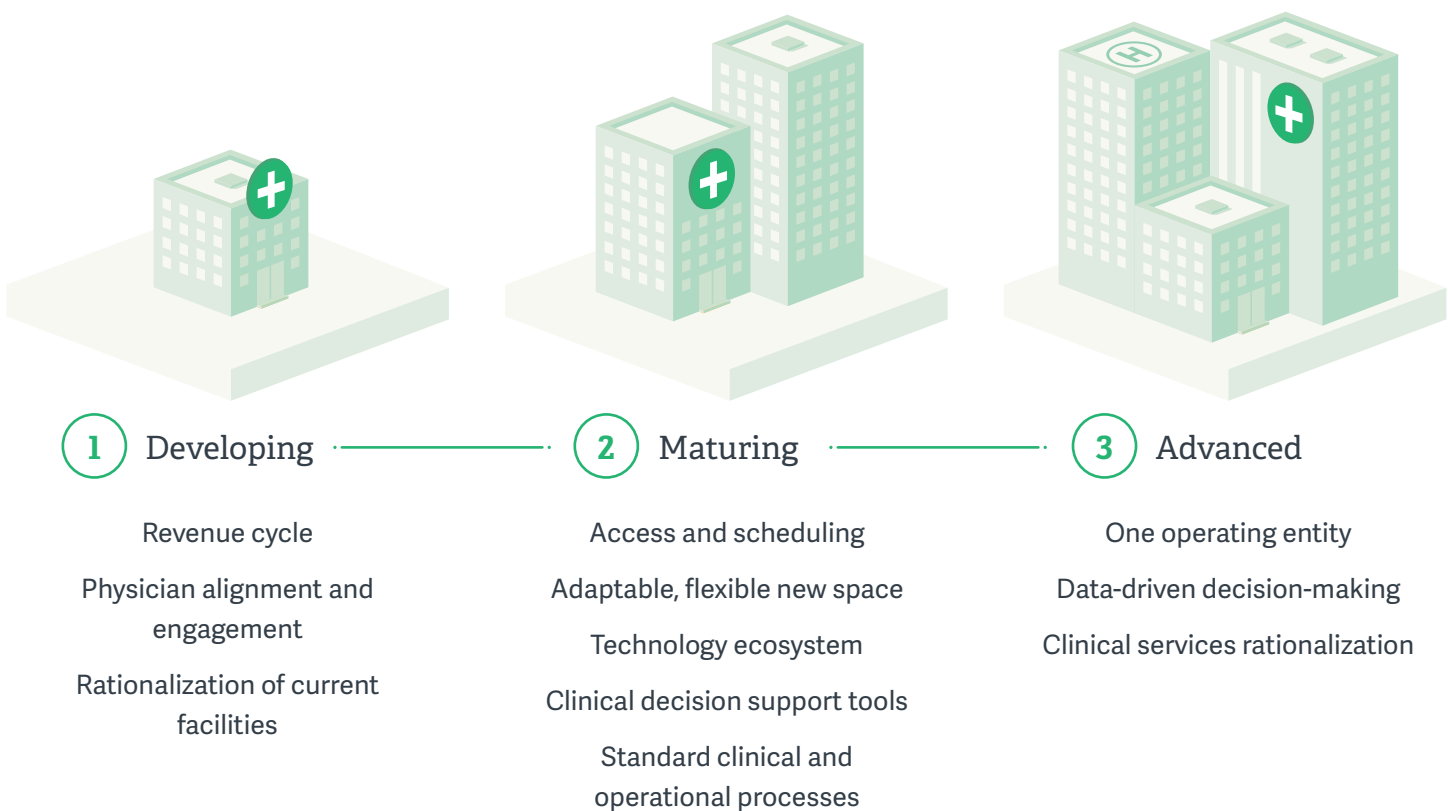 H
1 Developing
Revenue cycle
Physician alignment and
engagement
Rationalization of current
facilities
2 Maturing
Access and scheduling
Adaptable, flexible new space
Technology ecosystem
Clinical decision support tools
Standard clinical and
operational processes
3 Advanced
One operating entity
Data-driven decision-making
Clinical services rationalization